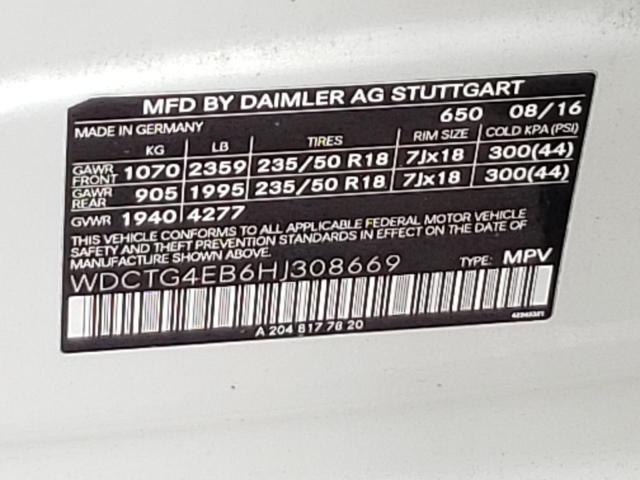 MFD BY DAIMLER AG STUTTGART
650 08/16
MADE IN GERMANY
KG LB TIRES RIM SIZE COLD KPA (PSI)
GAWR FRONT 1070 2359 235/50 R18 7Jx18 300(44)
GAWR REAR 905 1995 235/50 R18 7Jx18 300(44)
GVWR 1940 4277
THIS VEHICLE CONFORMS TO ALL APPLICABLE FEDERAL MOTOR VEHICLE
SAFETY AND THEFT PREVENTION STANDARDS IN EFFECT ON THE DATE OF
MANUFACTURE SHOWN ABOVE.
WDCTG4EB6HJ308669 TYPE: MPV
A 204 817 78 20